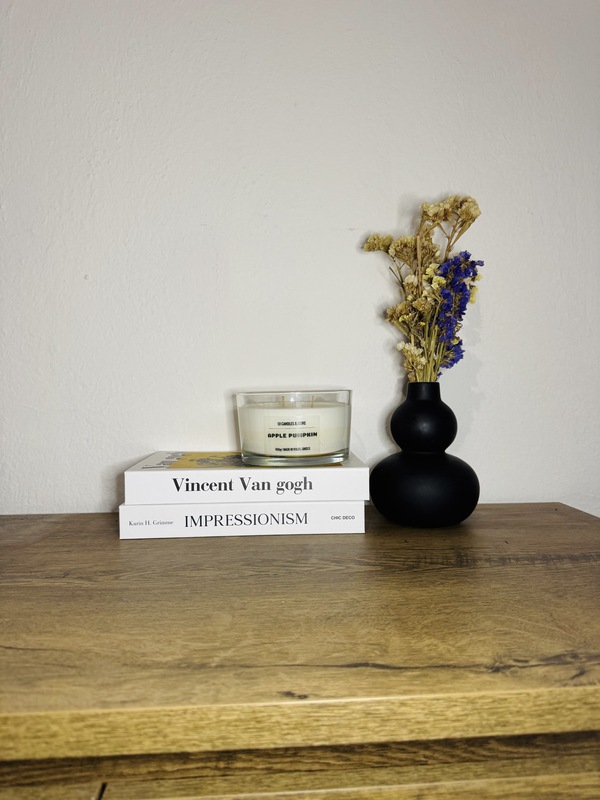 APPLE PUMPKIN
Vincent Van gogh
Karin H. Grimme IMPRESSIONISM CHIC DECO